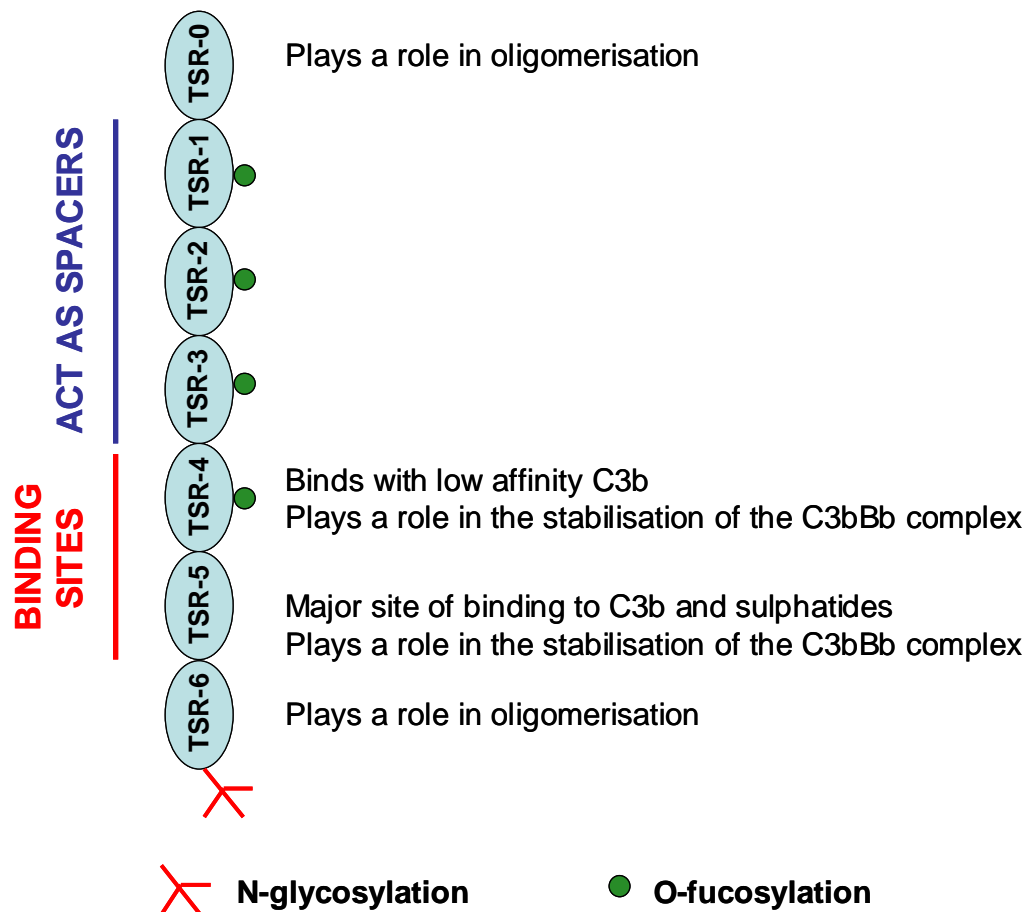 TSR-0
Plays a role in oligomerisation
ACT AS SPACERS
TSR-1
TSR-2
TSR-3
BINDING
SITES
TSR-4
Binds with low affinity C3b
Plays a role in the stabilisation of the C3bBb complex
TSR-5
Major site of binding to C3b and sulphatides
Plays a role in the stabilisation of the C3bBb complex
TSR-6
Plays a role in oligomerisation
N-glycosylation
O-fucosylation